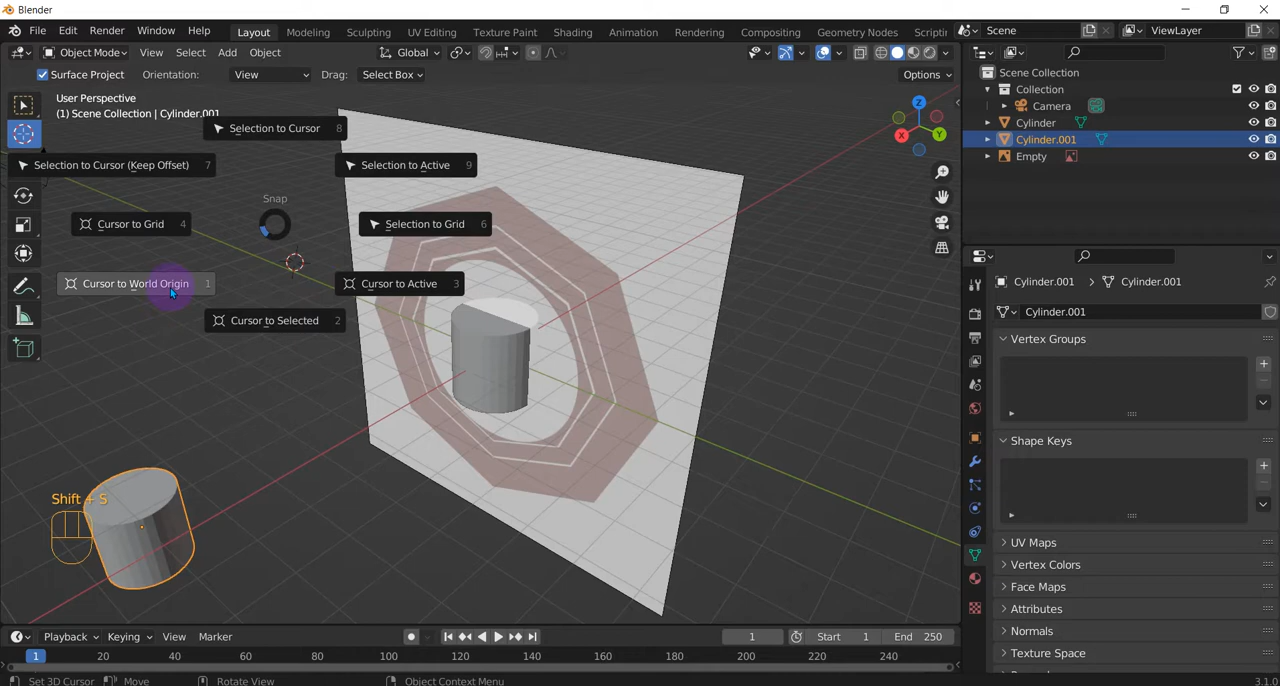 Blender
File Edit Render Window Help Layout Modeling Sculpting UV Editing Texture Paint Shading Animation Rendering Compositing Geometry Nodes Scriptin Scene ViewLayer
Object Mode View Select Add Object Global
Surface Project Orientation: View Drag: Select Box Options
User Perspective
(1) Scene Collection | Cylinder.001
Selection to Cursor 8
Selection to Cursor (Keep Offset) 7
Selection to Active 9
Snap
Cursor to Grid 4
Selection to Grid 6
Cursor to World Origin 1
Cursor to Active 3
Cursor to Selected 2
Shift + S
X
Y
Z
Scene Collection
Collection
Camera
Cylinder
Cylinder.001
Empty
Cylinder.001 Cylinder.001
Cylinder.001
Vertex Groups
Shape Keys
UV Maps
Vertex Colors
Face Maps
Attributes
Normals
Texture Space
Playback Keying View Marker 1 Start 1 End 250
1 20 40 60 80 100 120 140 160 180 200 220 240
Set 3D Cursor Move Rotate View Object Context Menu 3.1.0